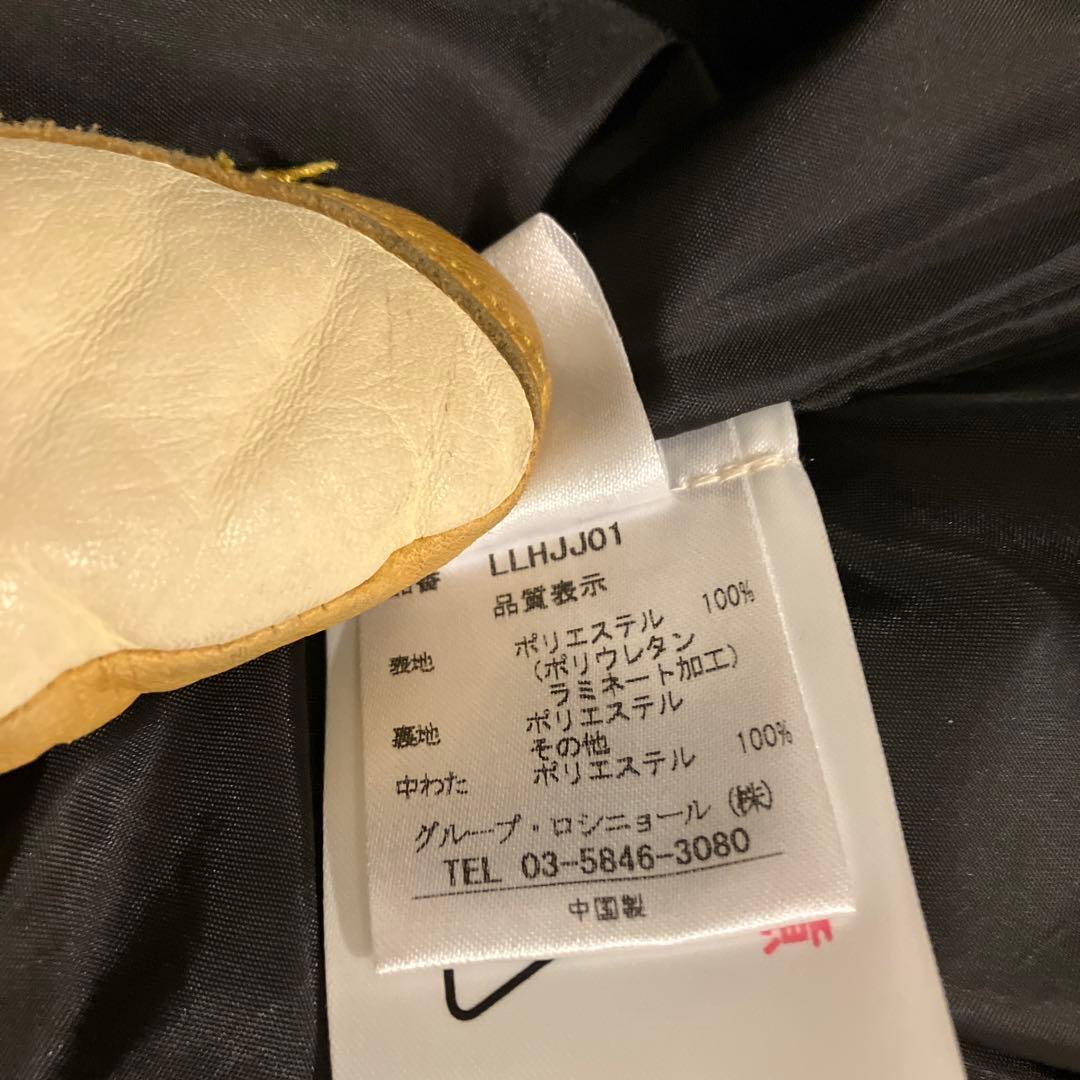 品番 LLHJJ01
品質表示
表地 ポリエステル 100%
(ポリウレタン
ラミネート加工)
裏地 ポリエステル
その他
中わた ポリエステル 100%
グループ・ロシニョール (株)
TEL 03-5846-3080
中国製